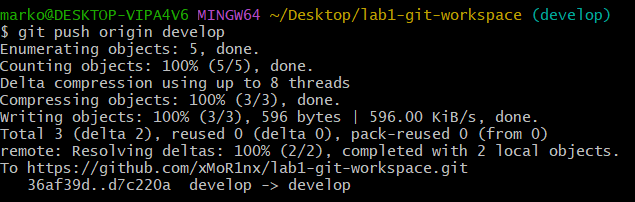 marko@DESKTOP-VIPA4V6 MINGW64 ~/Desktop/lab1-git-workspace (develop)
$ git push origin develop
Enumerating objects: 5, done.
Counting objects: 100% (5/5), done.
Delta compression using up to 8 threads
Compressing objects: 100% (3/3), done.
Writing objects: 100% (3/3), 596 bytes | 596.00 KiB/s, done.
Total 3 (delta 2), reused 0 (delta 0), pack-reused 0 (from 0)
remote: Resolving deltas: 100% (2/2), completed with 2 local objects.
To https://github.com/xMoR1nx/lab1-git-workspace.git
   36af39d..d7c220a  develop -> develop